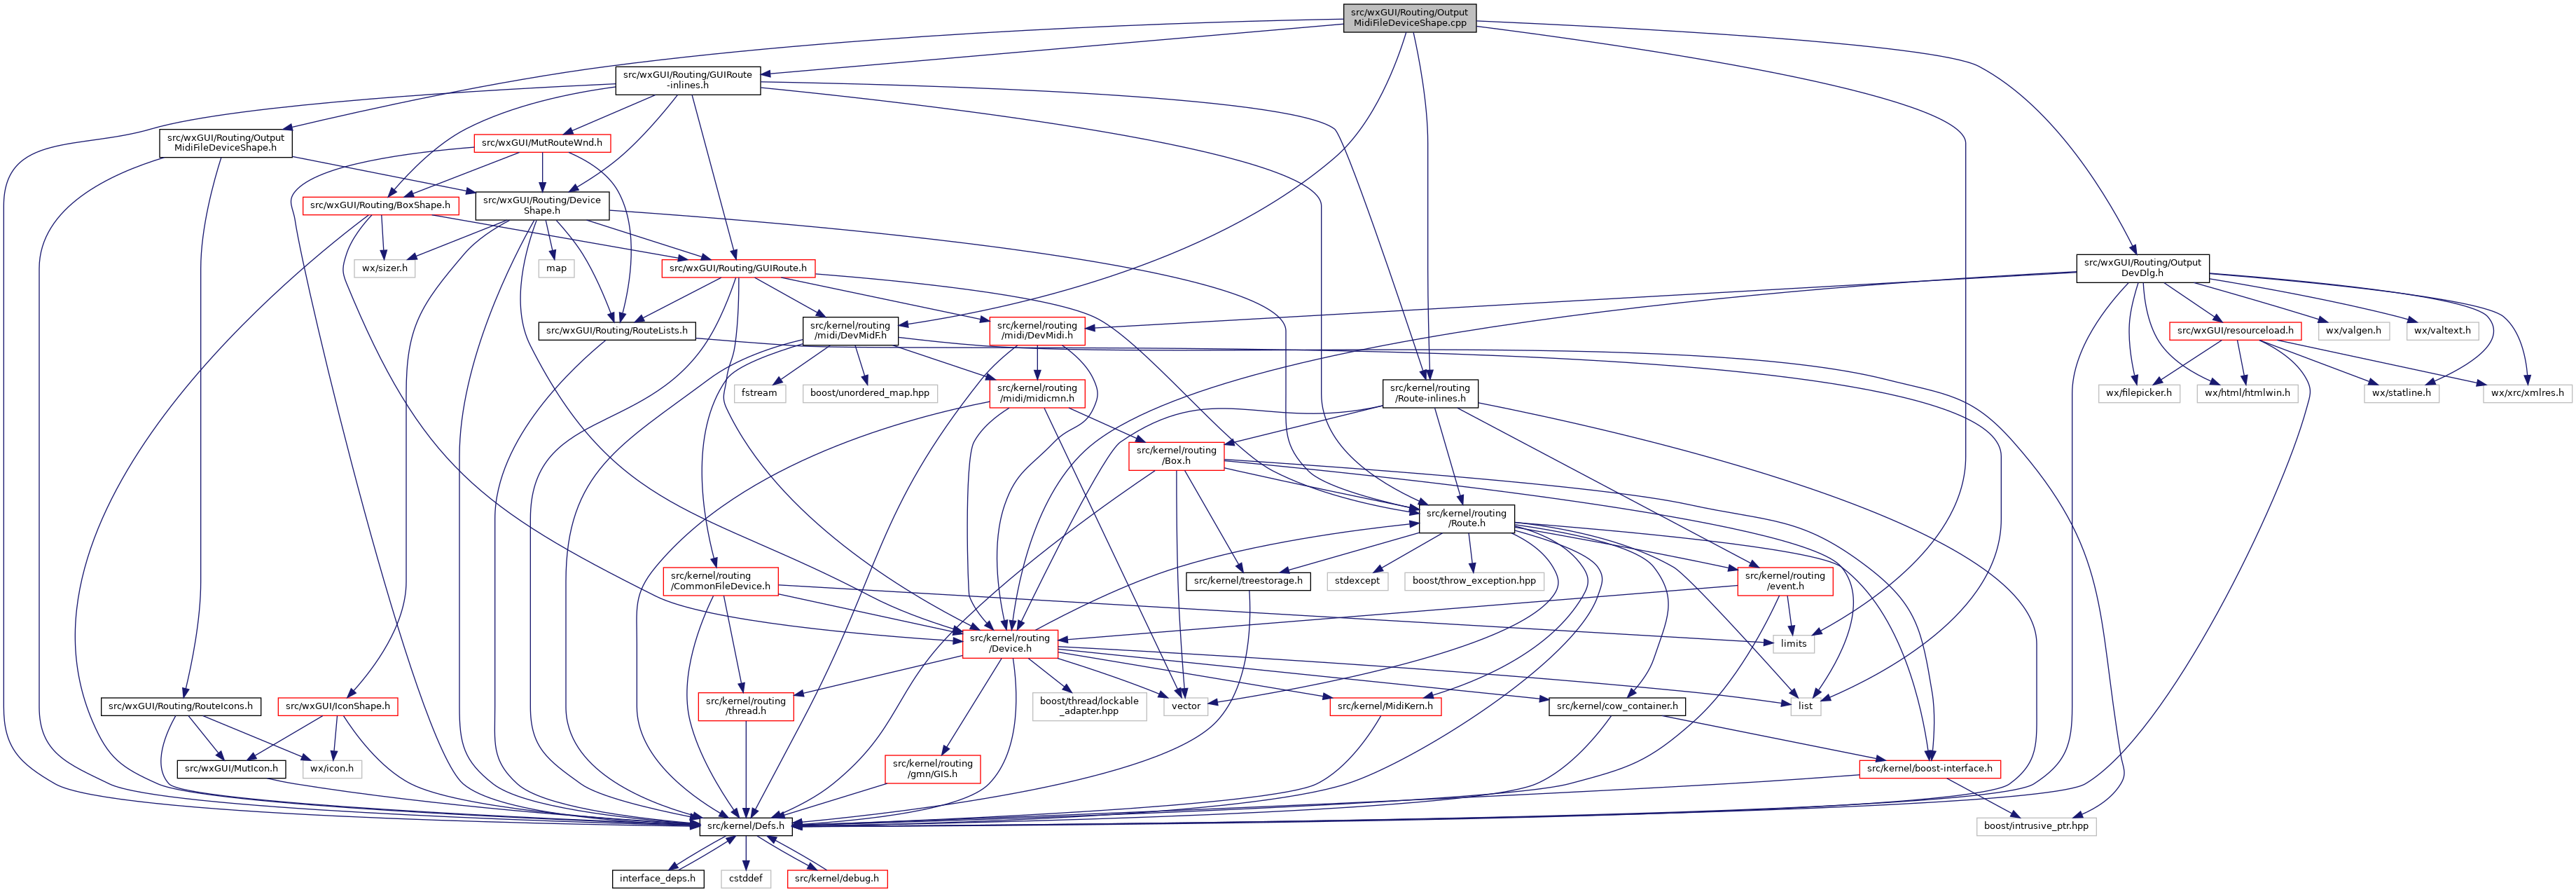 src/wxGUI/Routing/Output
MidiFileDeviceShape.cpp
src/wxGUI/Routing/GUIRoute
-inlines.h
src/wxGUI/Routing/Output
MidiFileDeviceShape.h
src/wxGUI/MutRouteWnd.h
src/wxGUI/Routing/BoxShape.h
src/wxGUI/Routing/Device
Shape.h
wx/sizer.h
map
src/wxGUI/Routing/GUIRoute.h
src/wxGUI/Routing/Output
DevDlg.h
src/wxGUI/Routing/RouteLists.h
src/kernel/routing
/midi/DevMidF.h
src/kernel/routing
/midi/DevMidi.h
src/wxGUI/resourceload.h
wx/valgen.h
wx/valtext.h
fstream
boost/unordered_map.hpp
src/kernel/routing
/midi/midicmn.h
src/kernel/routing
/Route-inlines.h
wx/filepicker.h
wx/html/htmlwin.h
wx/statline.h
wx/xrc/xmlres.h
src/kernel/routing
/Box.h
src/kernel/routing
/Route.h
src/kernel/routing
/CommonFileDevice.h
src/kernel/treestorage.h
stdexcept
boost/throw_exception.hpp
src/kernel/routing
/event.h
src/kernel/routing
/Device.h
limits
src/wxGUI/Routing/RouteIcons.h
src/wxGUI/IconShape.h
src/kernel/routing
/thread.h
boost/thread/lockable
_adapter.hpp
vector
src/kernel/MidiKern.h
src/kernel/cow_container.h
list
src/wxGUI/MutIcon.h
wx/icon.h
src/kernel/routing
/gmn/GIS.h
src/kernel/boost-interface.h
src/kernel/Defs.h
boost/intrusive_ptr.hpp
interface_deps.h
cstddef
src/kernel/debug.h